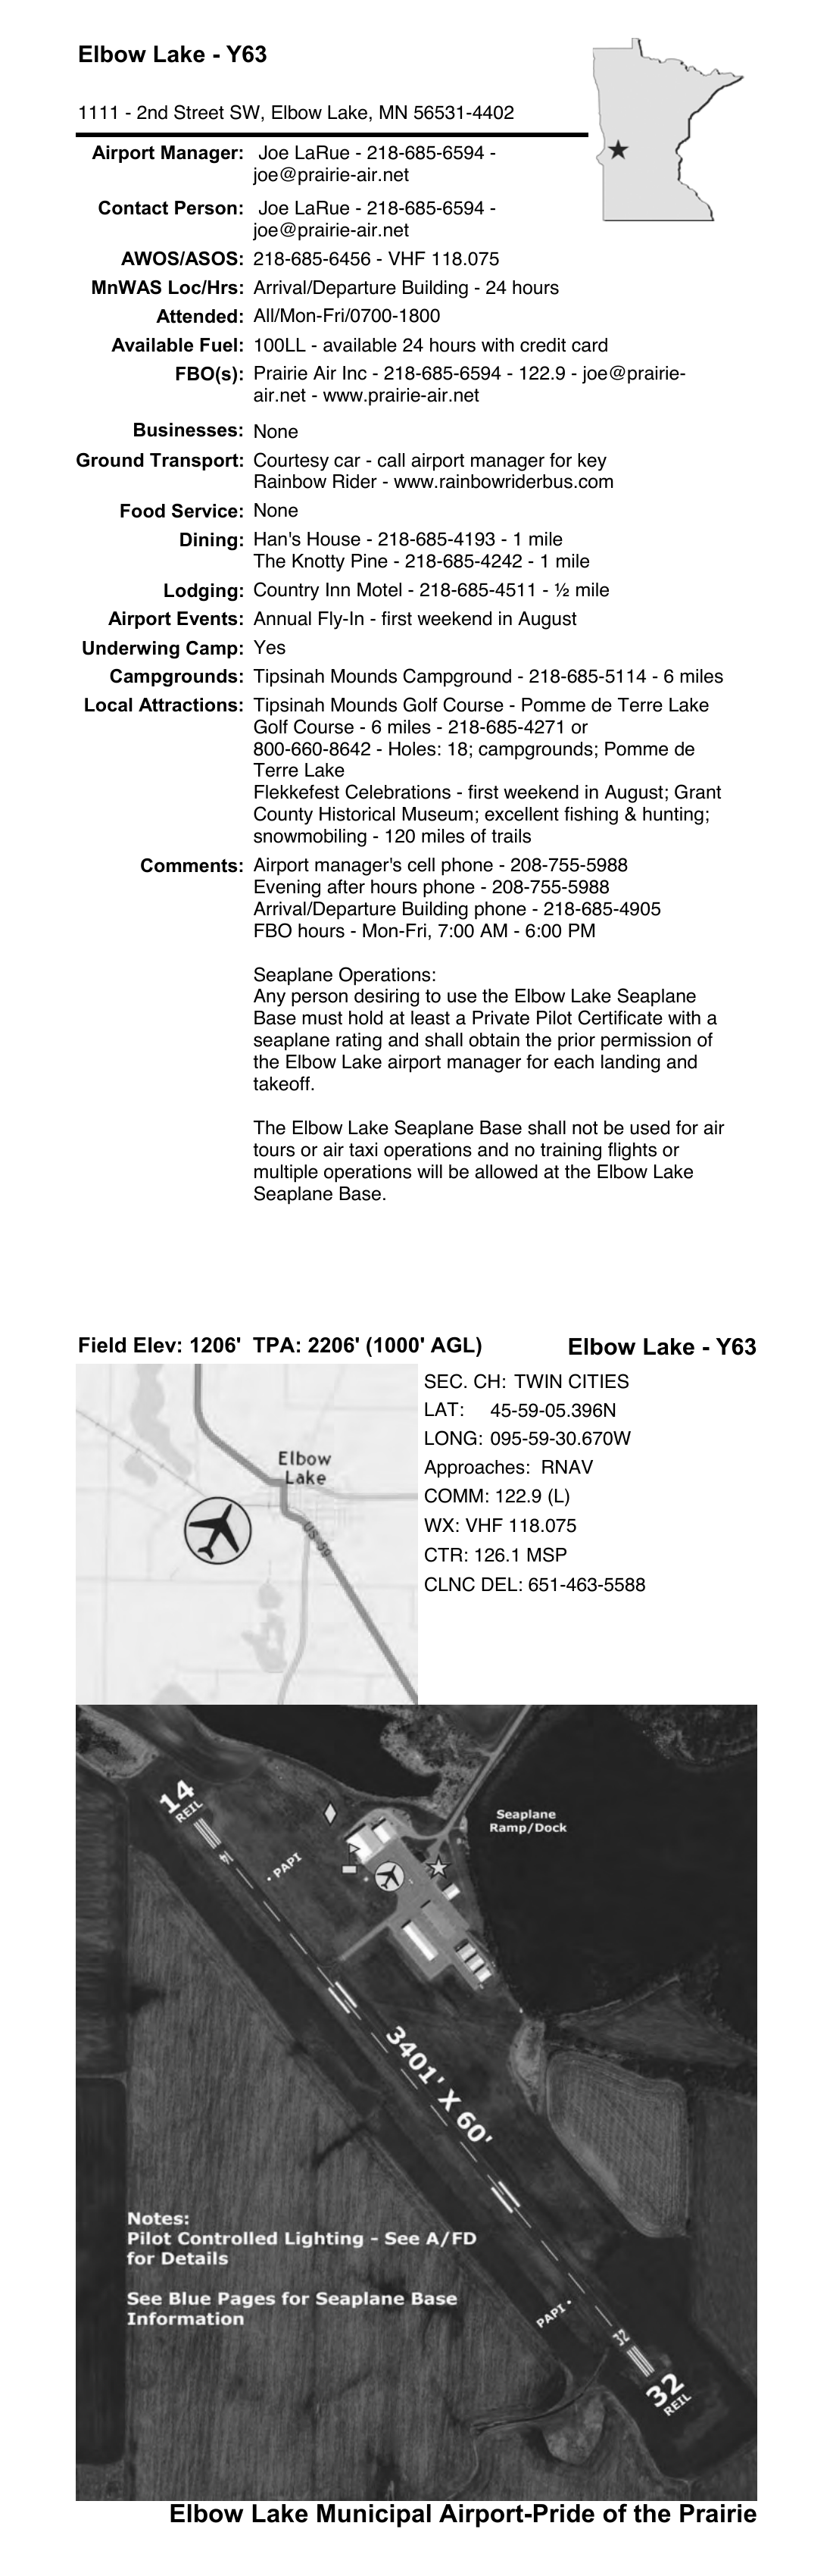 Elbow Lake - Y63
1111 - 2nd Street SW, Elbow Lake, MN 56531-4402
Airport Manager: Joe LaRue - 218-685-6594 -
joe@prairie-air.net
Contact Person: Joe LaRue - 218-685-6594 -
joe@prairie-air.net
AWOS/ASOS: 218-685-6456 - VHF 118.075
MnWAS Loc/Hrs: Arrival/Departure Building - 24 hours
Attended: All/Mon-Fri/0700-1800
Available Fuel: 100LL - available 24 hours with credit card
FBO(s): Prairie Air Inc - 218-685-6594 - 122.9 - joe@prairie-
air.net - www.prairie-air.net
Businesses: None
Ground Transport: Courtesy car - call airport manager for key
Rainbow Rider - www.rainbowriderbus.com
Food Service: None
Dining: Han's House - 218-685-4193 - 1 mile
The Knotty Pine - 218-685-4242 - 1 mile
Lodging: Country Inn Motel - 218-685-4511 - ½ mile
Airport Events: Annual Fly-In - first weekend in August
Underwing Camp: Yes
Campgrounds: Tipsinah Mounds Campground - 218-685-5114 - 6 miles
Local Attractions: Tipsinah Mounds Golf Course - Pomme de Terre Lake
Golf Course - 6 miles - 218-685-4271 or
800-660-8642 - Holes: 18; campgrounds; Pomme de
Terre Lake
Flekkefest Celebrations - first weekend in August; Grant
County Historical Museum; excellent fishing & hunting;
snowmobiling - 120 miles of trails
Comments: Airport manager's cell phone - 208-755-5988
Evening after hours phone - 208-755-5988
Arrival/Departure Building phone - 218-685-4905
FBO hours - Mon-Fri, 7:00 AM - 6:00 PM
Seaplane Operations:
Any person desiring to use the Elbow Lake Seaplane
Base must hold at least a Private Pilot Certificate with a
seaplane rating and shall obtain the prior permission of
the Elbow Lake airport manager for each landing and
takeoff.
The Elbow Lake Seaplane Base shall not be used for air
tours or air taxi operations and no training flights or
multiple operations will be allowed at the Elbow Lake
Seaplane Base.
Field Elev: 1206' TPA: 2206' (1000' AGL)
Elbow Lake - Y63
Elbow
Lake
US 59
SEC. CH: TWIN CITIES
LAT: 45-59-05.396N
LONG: 095-59-30.670W
Approaches: RNAV
COMM: 122.9 (L)
WX: VHF 118.075
CTR: 126.1 MSP
CLNC DEL: 651-463-5588
14
REIL
14
PAPI
Seaplane
Ramp/Dock
3401' X 60'
Notes:
Pilot Controlled Lighting - See A/FD
for Details
See Blue Pages for Seaplane Base
Information
PAPI
32
32
REIL
Elbow Lake Municipal Airport-Pride of the Prairie